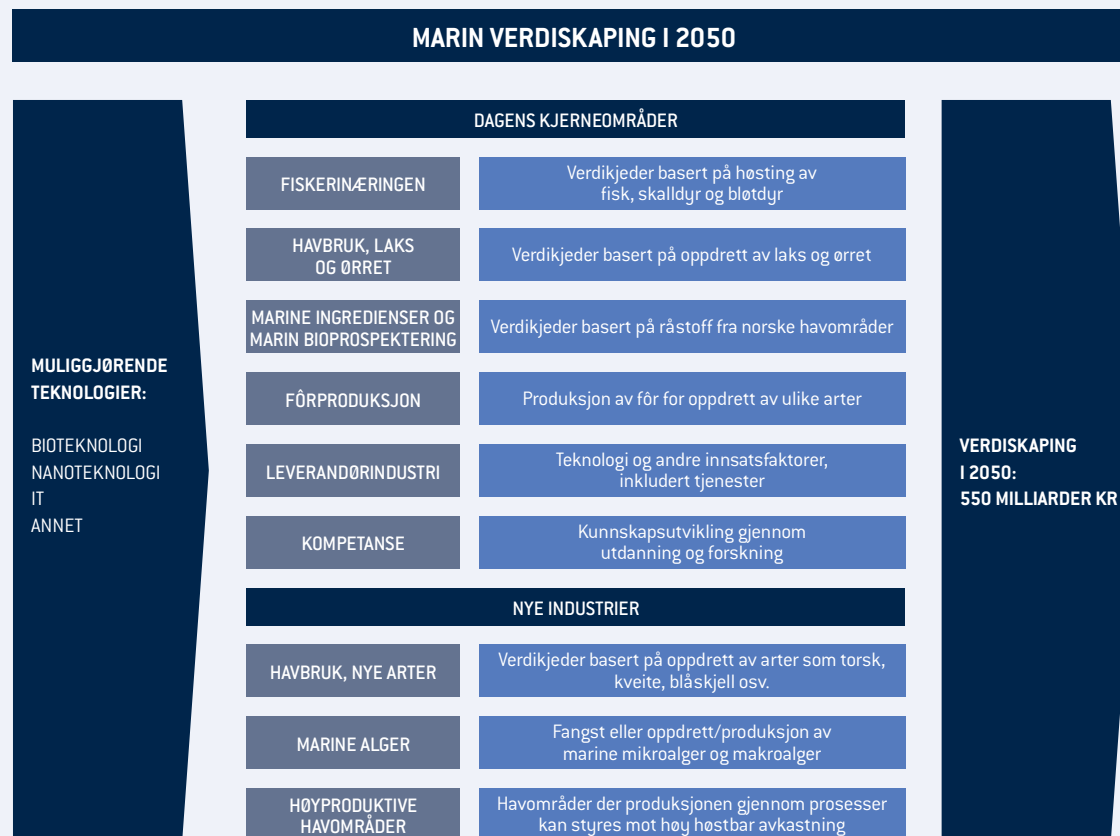 MARIN VERDISKAPING I 2050
MULIGGJØRENDE
TEKNOLOGIER:
BIOTEKNOLOGI
NANOTEKNOLOGI
IT
ANNET
DAGENS KJERNEOMRÅDER
FISKERINÆRINGEN
Verdikjeder basert på høsting av
fisk, skalldyr og bløtdyr
HAVBRUK, LAKS
OG ØRRET
Verdikjeder basert på oppdrett av laks og ørret
MARINE INGREDIENSER OG
MARIN BIOPROSPEKTERING
Verdikjeder basert på råstoff fra norske havområder
FÔRPRODUKSJON
Produksjon av fôr for oppdrett av ulike arter
LEVERANDØRINDUSTRI
Teknologi og andre innsatsfaktorer,
inkludert tjenester
KOMPETANSE
Kunnskapsutvikling gjennom
utdanning og forskning
NYE INDUSTRIER
HAVBRUK, NYE ARTER
Verdikjeder basert på oppdrett av arter som torsk,
kveite, blåskjell osv.
MARINE ALGER
Fangst eller oppdrett/produksjon av
marine mikroalger og makroalger
HØYPRODUKTIVE
HAVOMRÅDER
Havområder der produksjonen gjennom prosesser
kan styres mot høy høstbar avkastning
VERDISKAPING
I 2050:
550 MILLIARDER KR